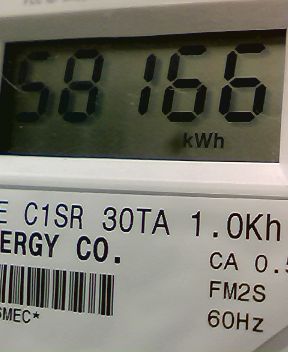 58166
kWh
E C1SR 30TA 1.0Kh
ERGY CO.
CA 0.5
FM2S
60Hz
SMEC*